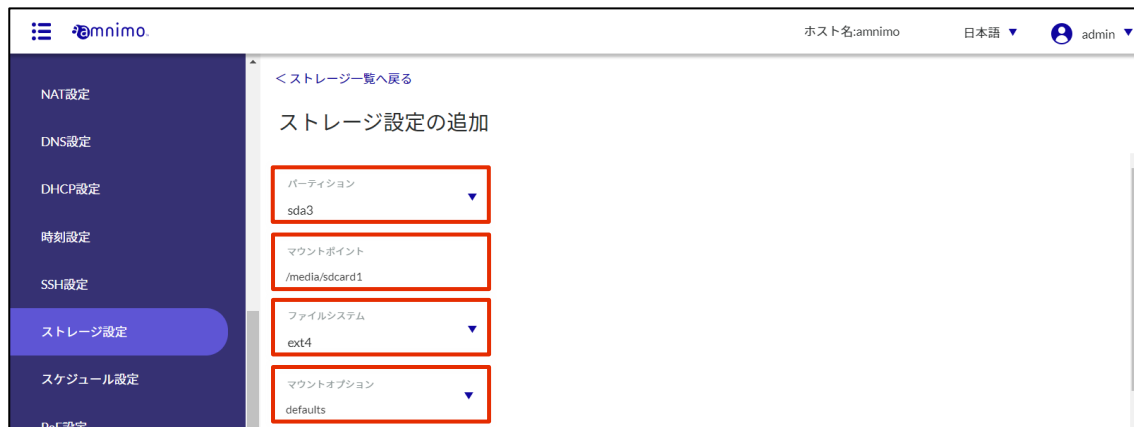 amnimo.
ホスト名:amnimo
日本語 ▼
admin ▼
NAT設定
DNS設定
DHCP設定
時刻設定
SSH設定
ストレージ設定
スケジュール設定
PoE設定
＜ストレージ一覧へ戻る
ストレージ設定の追加
パーティション
sda3
マウントポイント
/media/sdcard1
ファイルシステム
ext4
マウントオプション
defaults